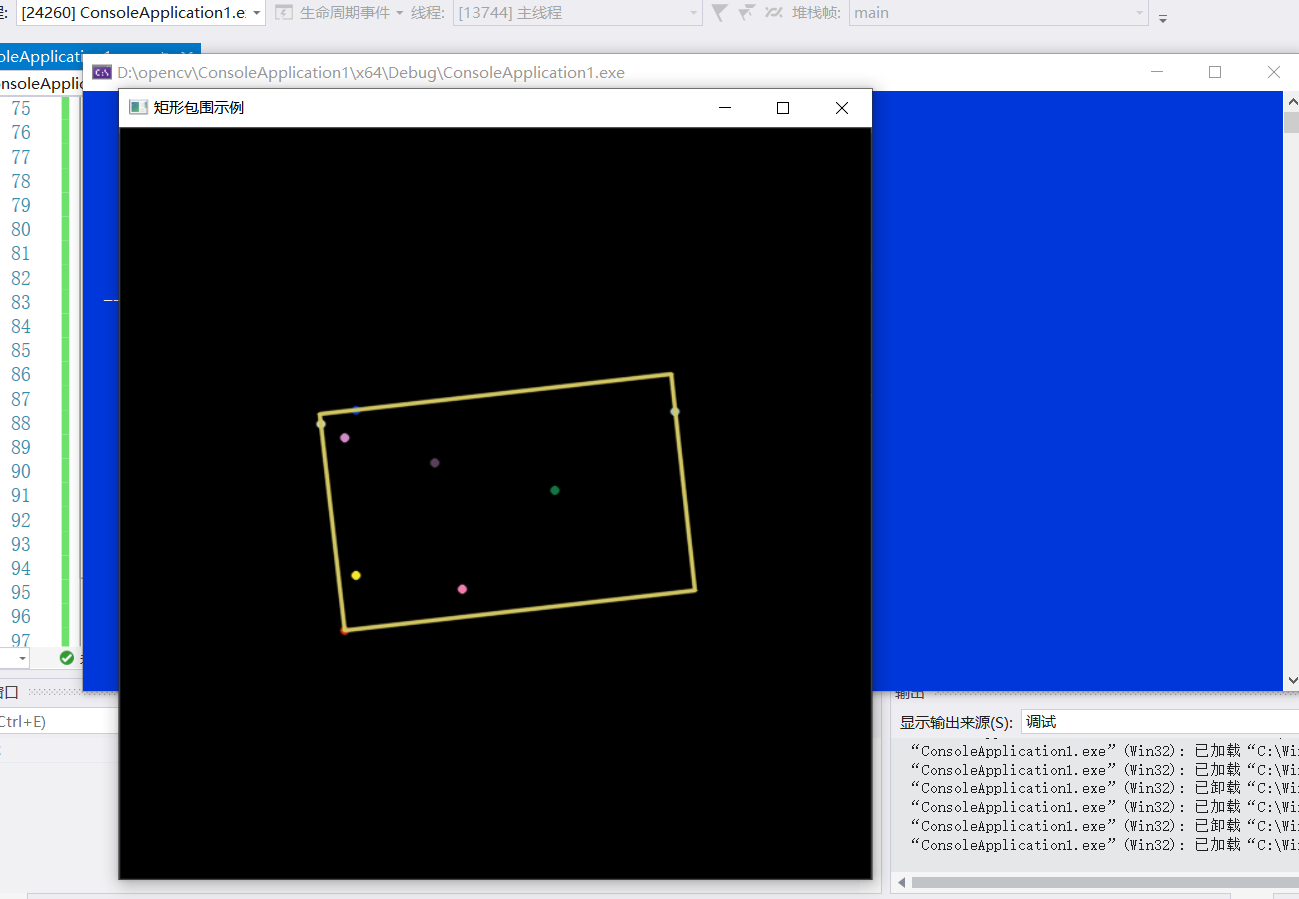 程: [24260] ConsoleApplication1.e 生命周期事件 线程: [13744] 主线程 堆栈帧: main
oleApplicati
nsoleApplic
D:\opencv\ConsoleApplication1\x64\Debug\ConsoleApplication1.exe
矩形包围示例
75
76
77
78
79
80
81
82
83
84
85
86
87
88
89
90
91
92
93
94
95
96
97
窗口
Ctrl+E)
输出
显示输出来源(S): 调试
“ConsoleApplication1.exe”(Win32): 已加载“C:\Wi
“ConsoleApplication1.exe”(Win32): 已加载“C:\Wi
“ConsoleApplication1.exe”(Win32): 已卸载“C:\Wi
“ConsoleApplication1.exe”(Win32): 已加载“C:\Wi
“ConsoleApplication1.exe”(Win32): 已卸载“C:\Wi
“ConsoleApplication1.exe”(Win32): 已加载“C:\Wi